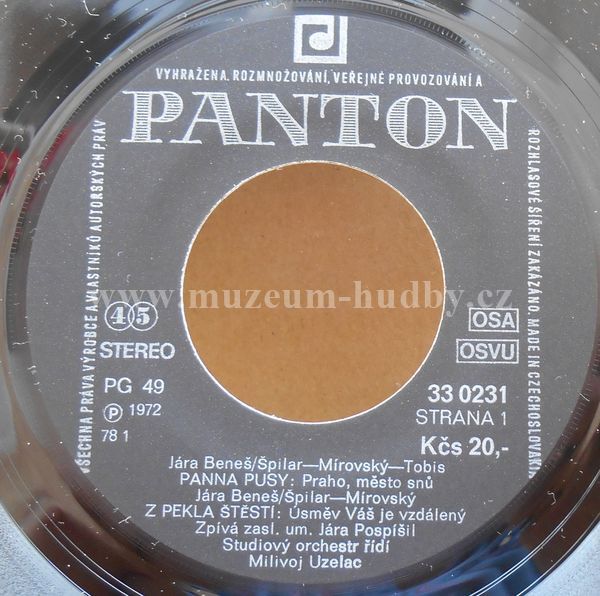 VYHRAŽENA. ROZMNOŽOVÁNÍ, VEŘEJNÉ PROVOZOVÁNÍ A
PANTON
VŠECHNA PRÁVA VÝROBCE A VLASTNÍKŮ AUTORSKÝCH PRÁV
ROZHLASOVÉ ŠÍŘENÍ ZAKÁZÁNO. MADE IN CZECHOSLOVAKIA
www.muzeum-hudby.cz
45
STEREO
PG 49
℗ 1972
78 1
OSA
OSVU
33 0231
STRANA 1
Kčs 20,-
Jára Beneš/Špilar—Mírovský—Tobis
PANNA PUSY: Praho, město snů
Jára Beneš/Špilar—Mírovský
Z PEKLA ŠTĚSTÍ: Úsměv Váš je vzdálený
Zpívá zasl. um. Jára Pospíšil
Studiový orchestr řídí
Milivoj Uzelac